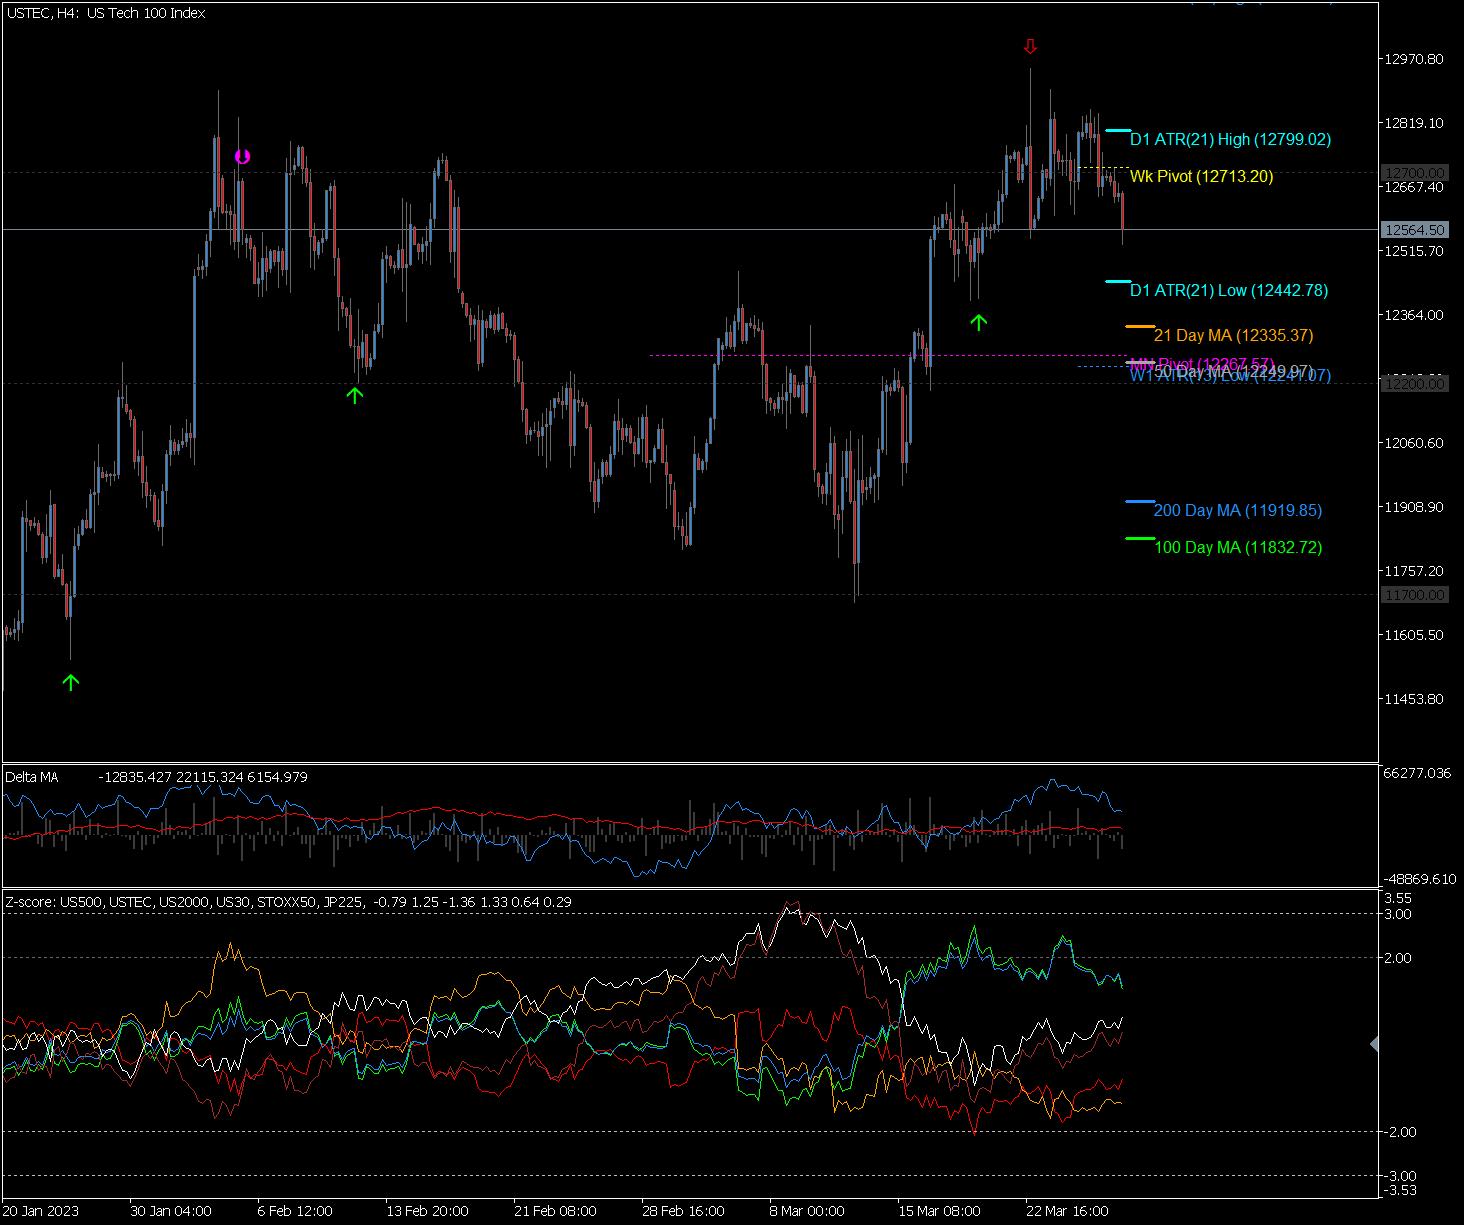 USTEC, H4: US Tech 100 Index
12970.80
12819.10
D1 ATR(21) High (12799.02)
12700.00
Wk Pivot (12713.20)
12667.40
12564.50
12515.70
D1 ATR(21) Low (12442.78)
12364.00
21 Day MA (12335.37)
MN Pivot (12267.57)
50 Day MA (12249.97)
W1 ATR(13) Low (12241.07)
12200.00
12060.60
11908.90
200 Day MA (11919.85)
100 Day MA (11832.72)
11757.20
11700.00
11605.50
11453.80
Delta MA -12835.427 22115.324 6154.979
66277.036
-48869.610
Z-score: US500, USTEC, US2000, US30, STOXX50, JP225, -0.79 1.25 -1.36 1.33 0.64 0.29
3.55
3.00
2.00
-2.00
-3.00
-3.53
20 Jan 2023
30 Jan 04:00
6 Feb 12:00
13 Feb 20:00
21 Feb 08:00
28 Feb 16:00
8 Mar 00:00
15 Mar 08:00
22 Mar 16:00